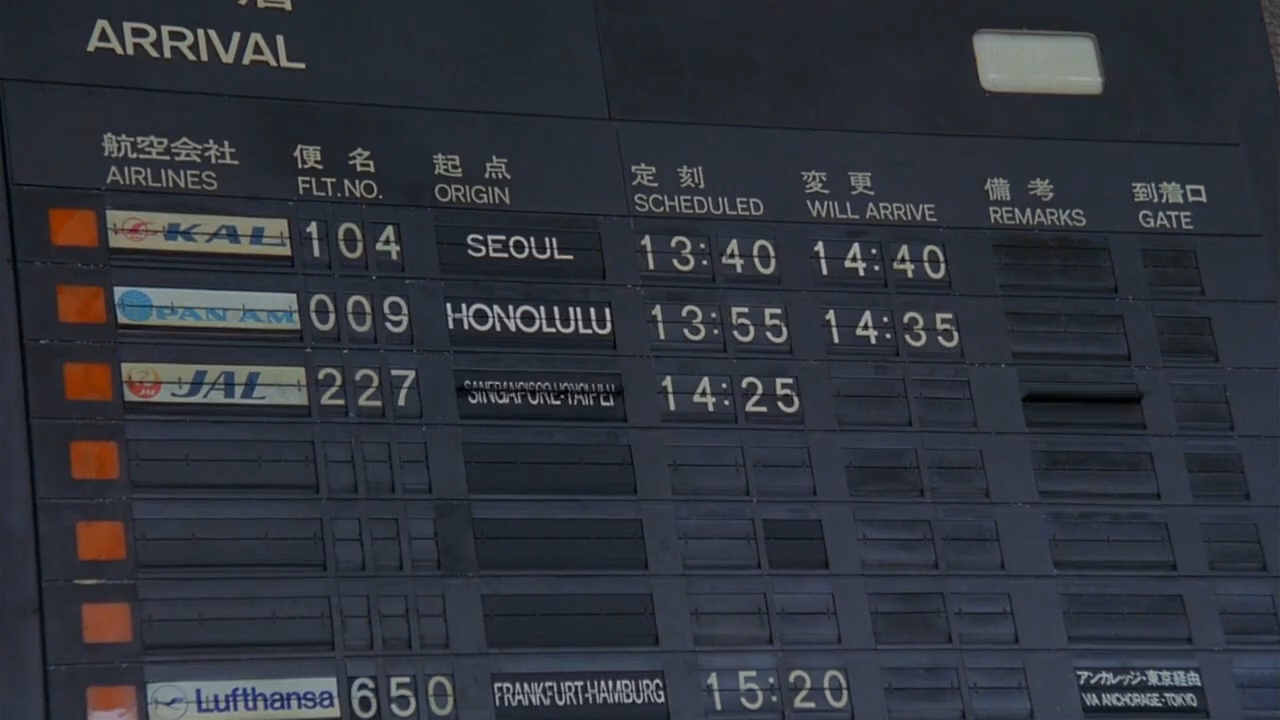 ARRIVAL
航空会社 便名 起点 定刻 変更 備考 到着口
AIRLINES FLT.NO. ORIGIN SCHEDULED WILL ARRIVE REMARKS GATE
KAL 104 SEOUL 13:40 14:40
PAN AM 009 HONOLULU 13:55 14:35
JAL 227 14:25
Lufthansa 650 FRANKFURT-HAMBURG 15:20 アンカレッジ・東京経由
VIA ANCHORAGE-TOKYO